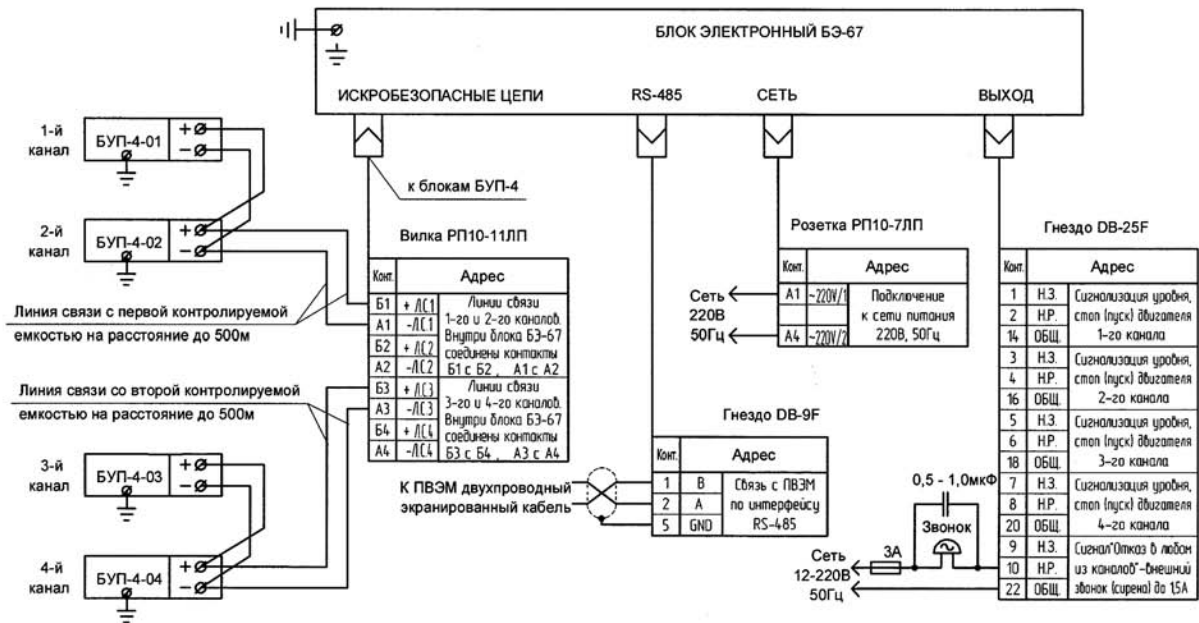 БЛОК ЭЛЕКТРОННЫЙ БЭ-67
ИСКРОБЕЗОПАСНЫЕ ЦЕПИ
RS-485
СЕТЬ
ВЫХОД
1-й
канал
БУП-4-01
+
–
2-й
канал
БУП-4-02
+
–
к блокам БУП-4
Линия связи с первой контролируемой
емкостью на расстояние до 500м
Линия связи со второй контролируемой
емкостью на расстояние до 500м
3-й
канал
БУП-4-03
+
–
4-й
канал
БУП-4-04
+
–
Вилка РП10-11ЛП
Конт. Адрес
Б1 + ЛС1
А1 -ЛС1
Б2 + ЛС2
А2 -ЛС2
Линии связи
1-го и 2-го каналов.
Внутри блока БЭ-67
соединены контакты
Б1 с Б2 , А1 с А2
Б3 + ЛС3
А3 -ЛС3
Б4 + ЛС4
А4 -ЛС4
Линии связи
3-го и 4-го каналов.
Внутри блока БЭ-67
соединены контакты
Б3 с Б4 , А3 с А4
Розетка РП10-7ЛП
Конт. Адрес
А1 ~220V/1
А4 ~220V/2
Подключение
к сети питания
220В, 50Гц
Сеть
220В
50Гц
Гнездо DB-9F
Конт. Адрес
1 В
2 А
5 GND
Связь с ПВЭМ
по интерфейсу
RS-485
К ПВЭМ двухпроводный
экранированный кабель
Гнездо DB-25F
Конт. Адрес
1 Н.З.
2 Н.Р.
14 ОБЩ.
Сигнализация уровня,
стоп (пуск) двигателя
1-го канала
3 Н.З.
4 Н.Р.
16 ОБЩ.
Сигнализация уровня,
стоп (пуск) двигателя
2-го канала
5 Н.З.
6 Н.Р.
18 ОБЩ.
Сигнализация уровня,
стоп (пуск) двигателя
3-го канала
7 Н.З.
8 Н.Р.
20 ОБЩ.
Сигнализация уровня,
стоп (пуск) двигателя
4-го канала
9 Н.З.
10 Н.Р.
22 ОБЩ.
Сигнал"Отказ в любом
из каналов"-внешний
звонок (сирена) до 1,5А
0,5 - 1,0мкФ
Звонок
3А
Сеть
12-220В
50Гц